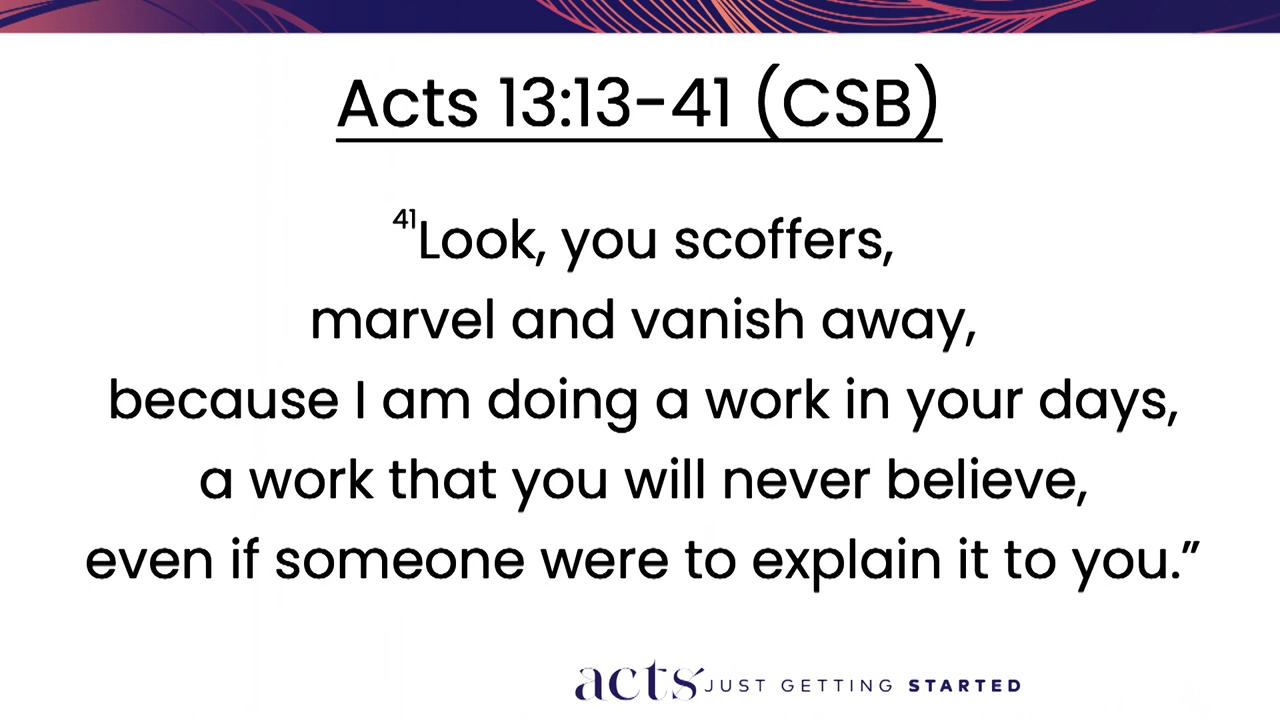 Acts 13:13-41 (CSB)
41Look, you scoffers,
marvel and vanish away,
because I am doing a work in your days,
a work that you will never believe,
even if someone were to explain it to you.”
acts JUST GETTING STARTED